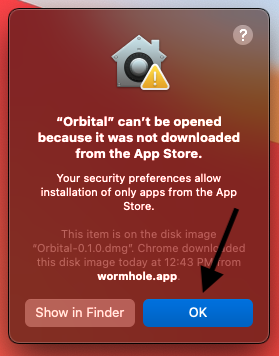 ?
“Orbital” can’t be opened
because it was not downloaded
from the App Store.
Your security preferences allow
installation of only apps from the App
Store.
This item is on the disk image
“Orbital-0.1.0.dmg”. Chrome downloaded
this disk image today at 12:43 PM from
wormhole.app.
Show in Finder
OK